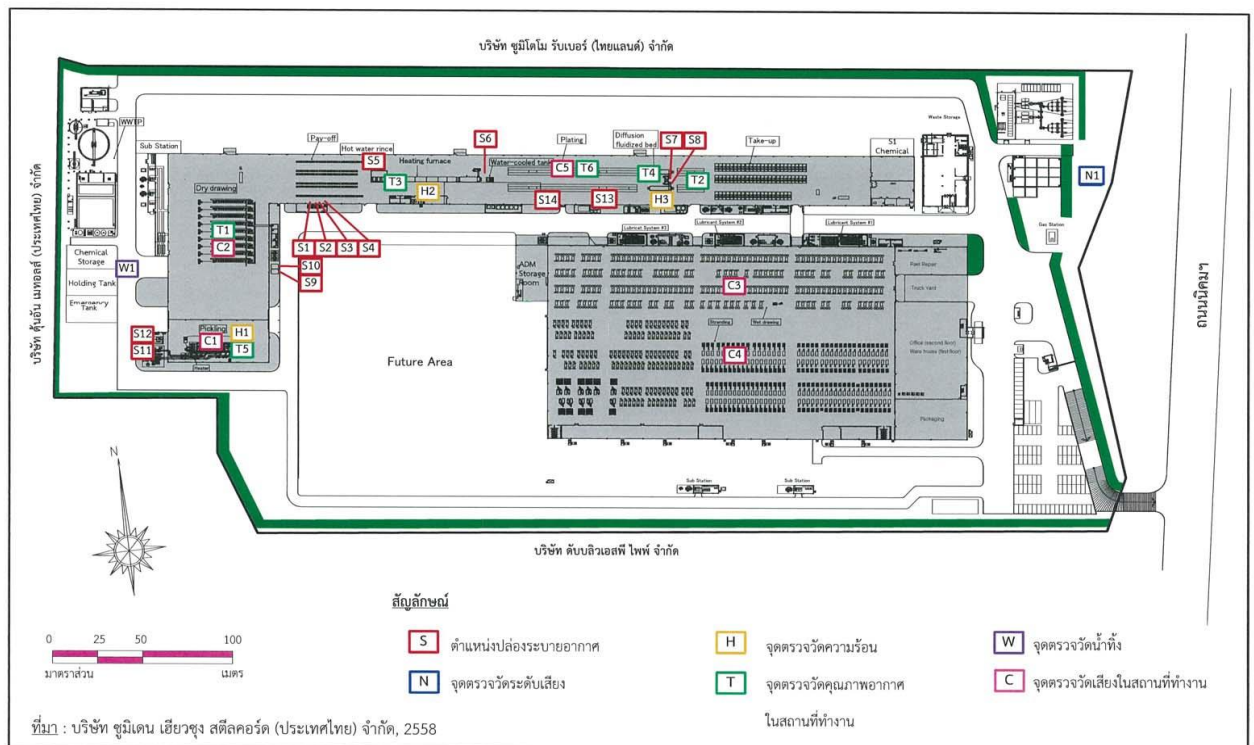 บริษัท ซูมิโตโม รับเบอร์ (ไทยแลนด์) จำกัด
บริษัท ตุ้นอัน เมทอลส์ (ประเทศไทย) จำกัด
ถนนนิคมฯ
WWTP
Sub Station
Pay-off
Hot water rince
S5
Heating furnace
S6
Water-cooled tank
Plating
C5
T6
Diffusion
fluidized bed
S7
S8
Take-up
S1
Chemical
Waste Storage
N1
Gas Station
T3
H2
T4
T2
S14
S13
H3
Dry drawing
T1
C2
S1
S2
S3
S4
S10
S9
Chemical
Storage
W1
Holding Tank
Emergency
Tank
Lubricat System #3
Lubricant System #2
Lubricant System #1
ADM
Storage
Room
C3
Reel Repair
Truck Yard
Stranding
Wet drawing
C4
Office (second floor)
Ware house (first floor)
Packaging
S12
S11
Pickling
C1
H1
T5
Future Area
Sub Station
Sub Station
N
บริษัท ดับบลิวเอสพี ไพพ์ จำกัด
สัญลักษณ์
S ตำแหน่งปล่องระบายอากาศ
H จุดตรวจวัดความร้อน
W จุดตรวจวัดน้ำทิ้ง
N จุดตรวจวัดระดับเสียง
T จุดตรวจวัดคุณภาพอากาศ
ในสถานที่ทำงาน
C จุดตรวจวัดเสียงในสถานที่ทำงาน
0 25 50 100
มาตราส่วน เมตร
ที่มา : บริษัท ซูมิเดน เฮียวซุง สตีลคอร์ด (ประเทศไทย) จำกัด, 2558